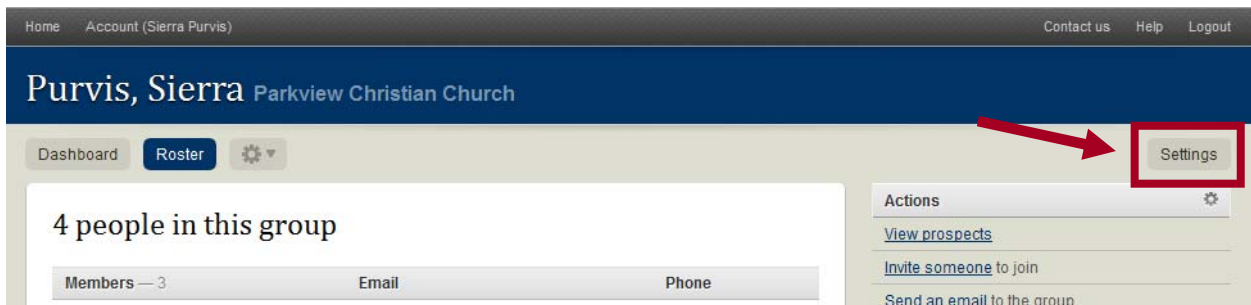 Home Account (Sierra Purvis) Contact us Help Logout
Purvis, Sierra Parkview Christian Church
Dashboard Roster Settings
4 people in this group
Members — 3 Email Phone
Actions
View prospects
Invite someone to join
Send an email to the group